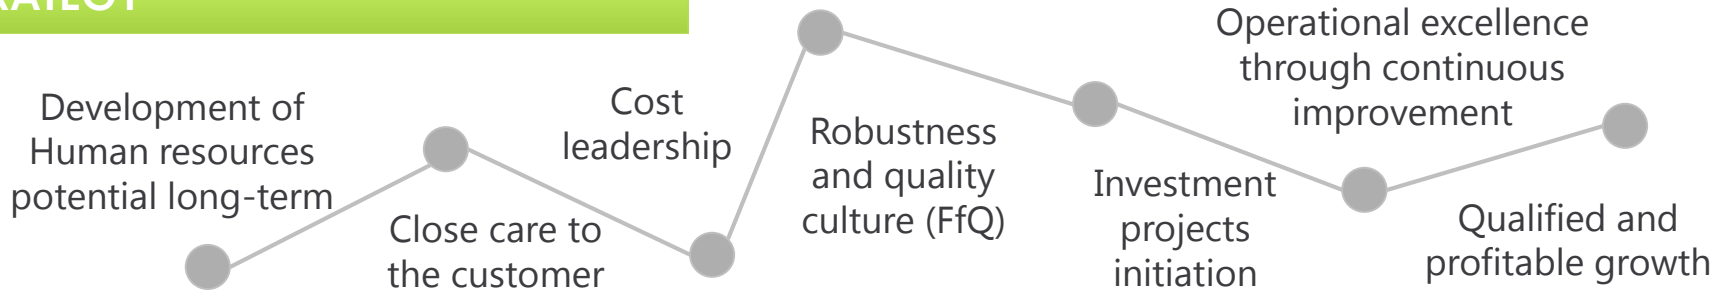 Development of
Human resources
potential long-term
Close care to
the customer
Cost
leadership
Robustness
and quality
culture (FfQ)
Investment
projects
initiation
Operational excellence
through continuous
improvement
Qualified and
profitable growth